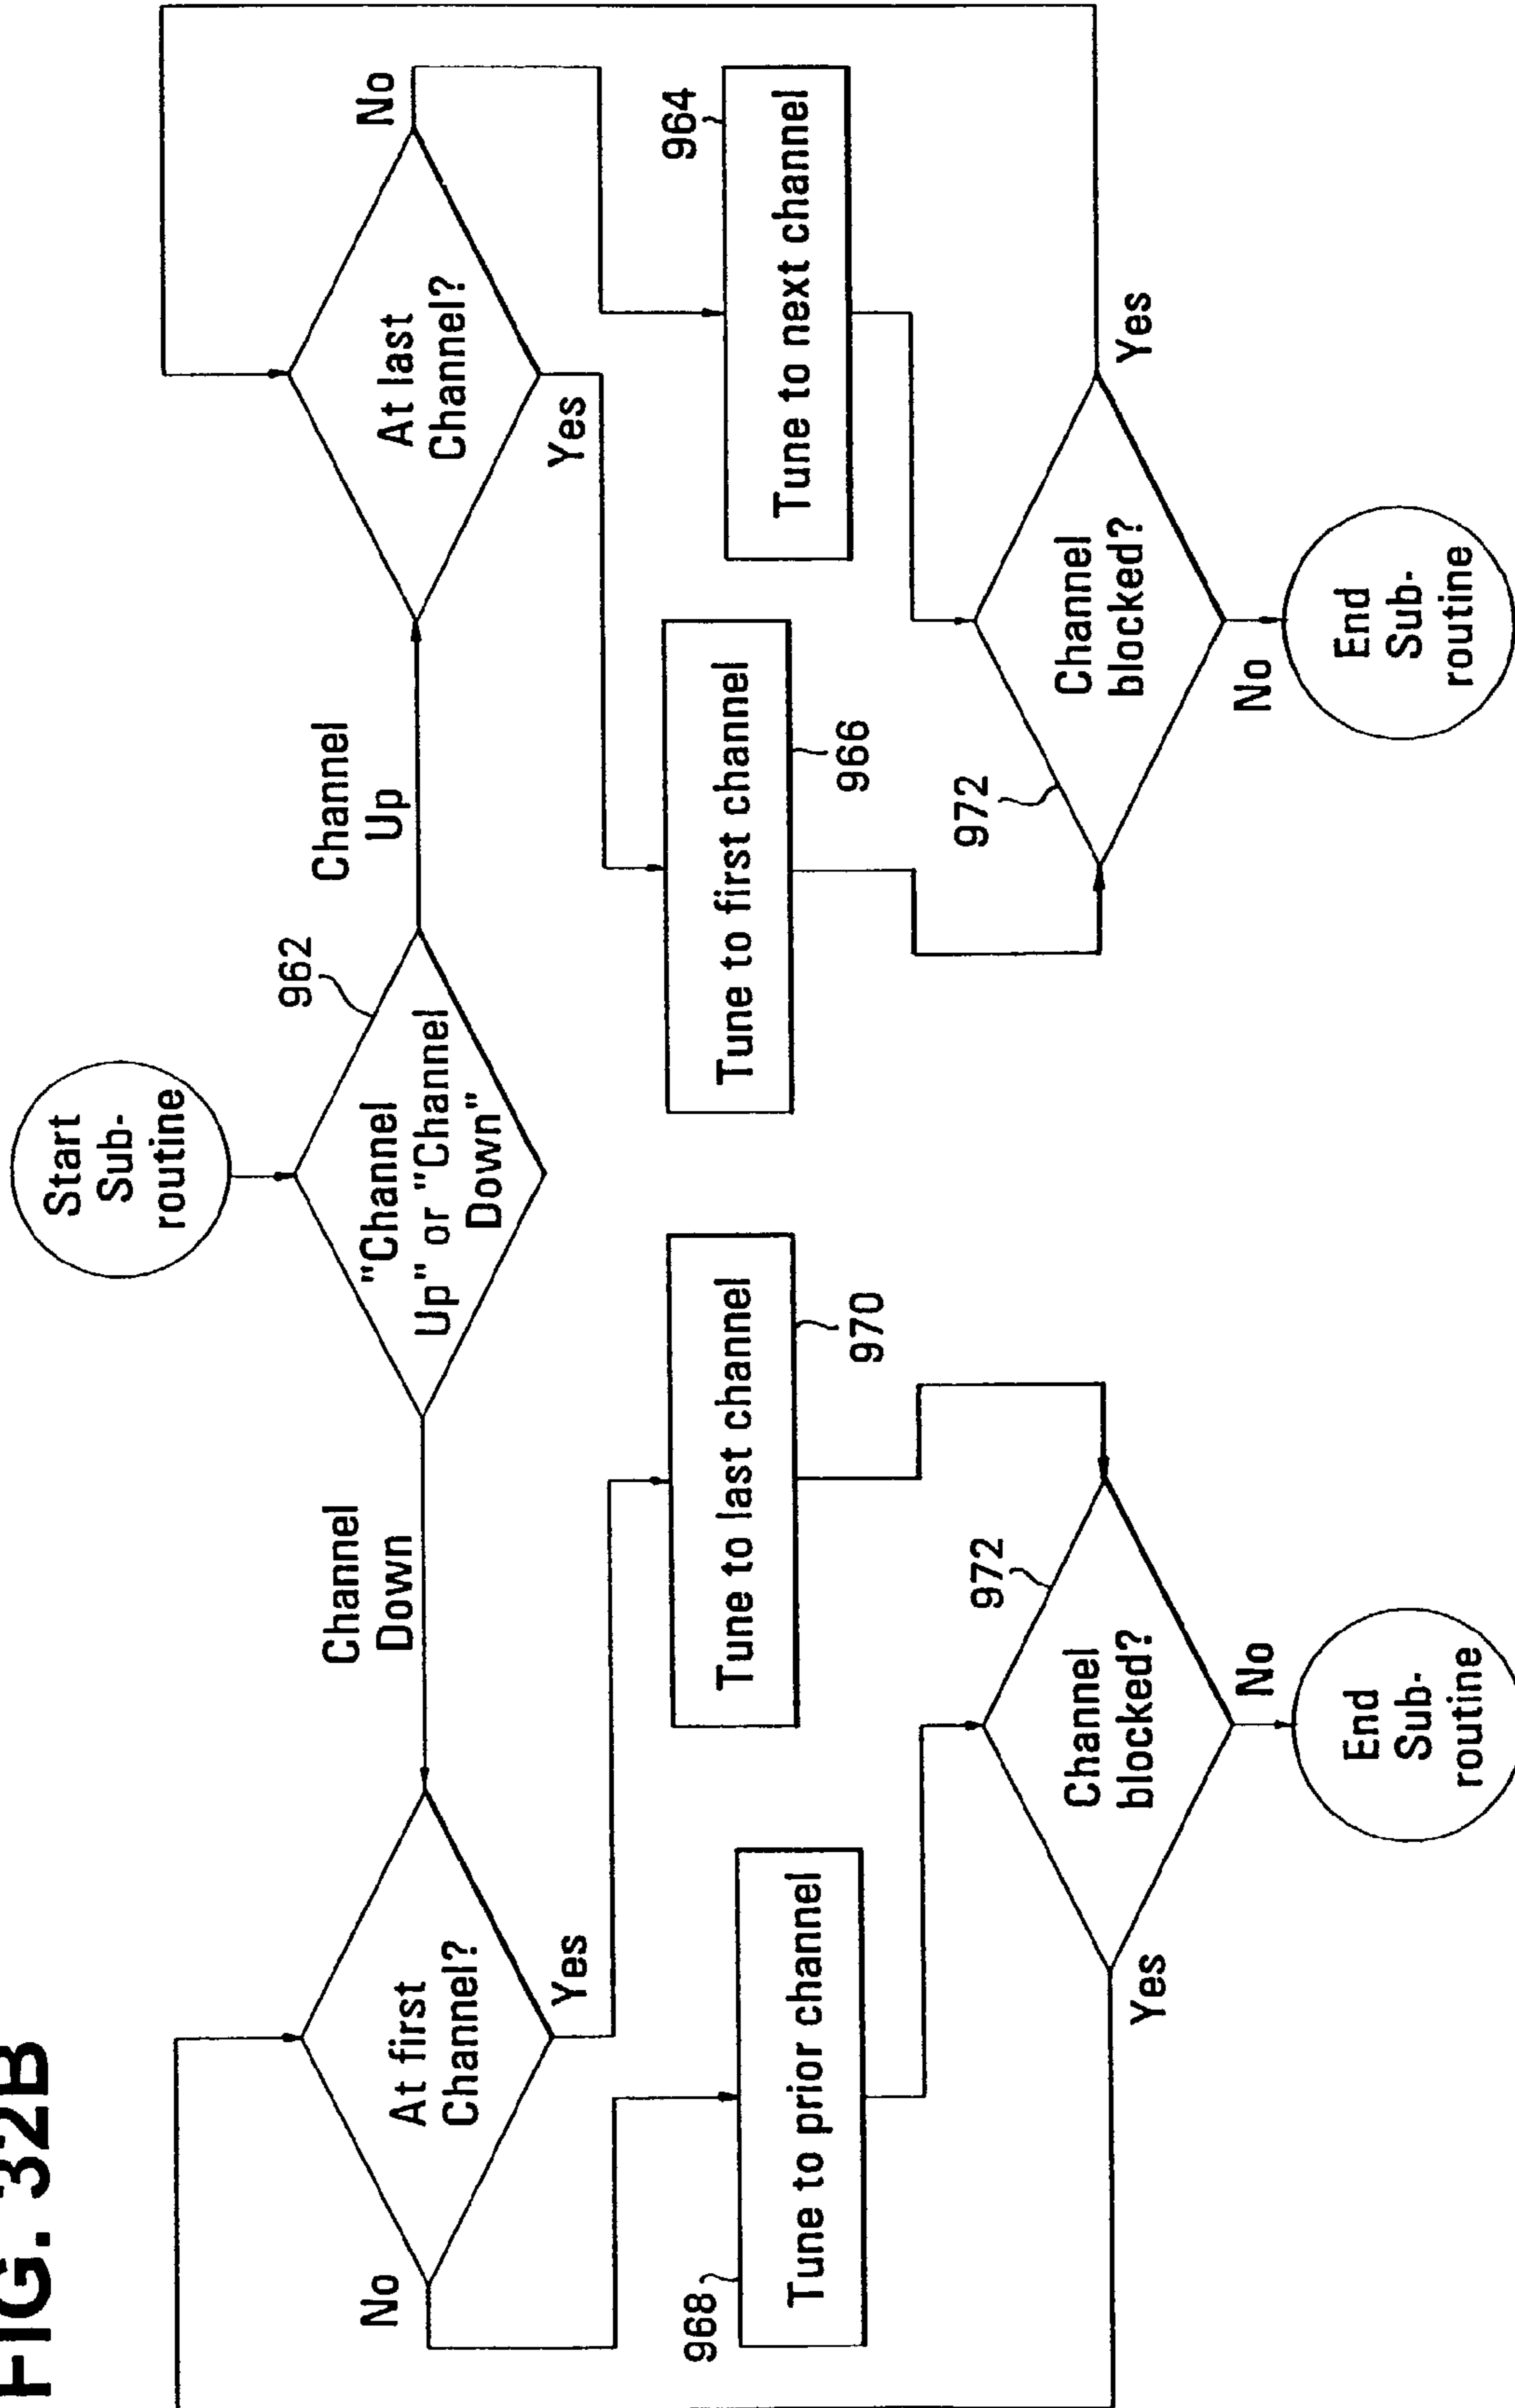 FIG. 32B
Start
Sub-
routine
962
"Channel
Up" or "Channel
Down"
Channel
Down
Channel
Up
At first
Channel?
No
Yes
At last
Channel?
No
Yes
968
Tune to prior channel
Tune to last channel
970
Tune to first channel
966
964
Tune to next channel
972
Channel
blocked?
Yes
No
End
Sub-
routine
972
Channel
blocked?
Yes
No
End
Sub-
routine